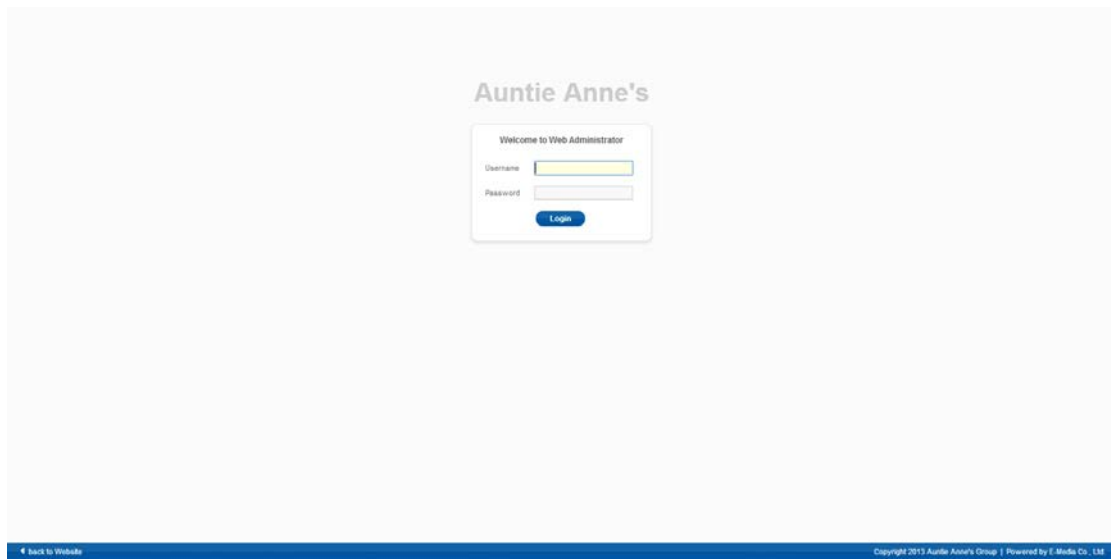 Auntie Anne's
Welcome to Web Administrator
Username
Password
Login
back to Website
Copyright 2013 Auntie Anne's Group | Powered by E-Media Co., Ltd